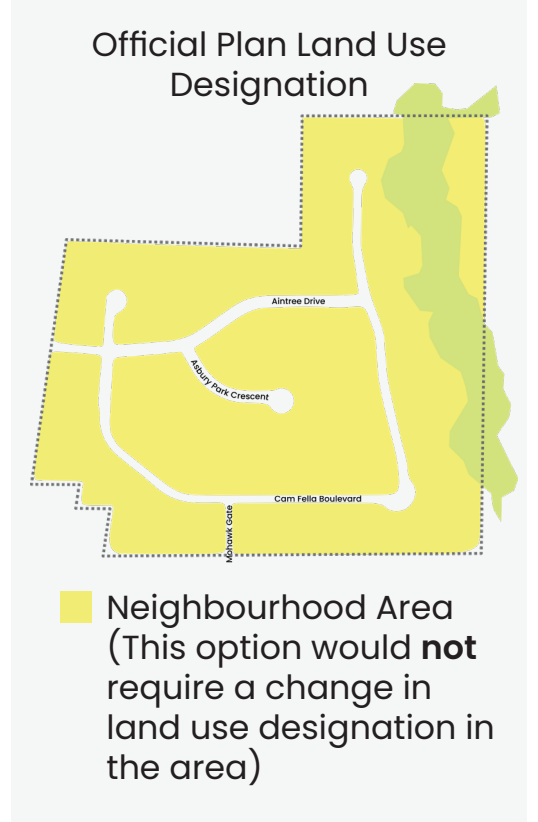 Official Plan Land Use
Designation
Aintree Drive
Asbury Park Crescent
Cam Fella Boulevard
Mohawk Gate
Neighbourhood Area
(This option would not
require a change in
land use designation in
the area)